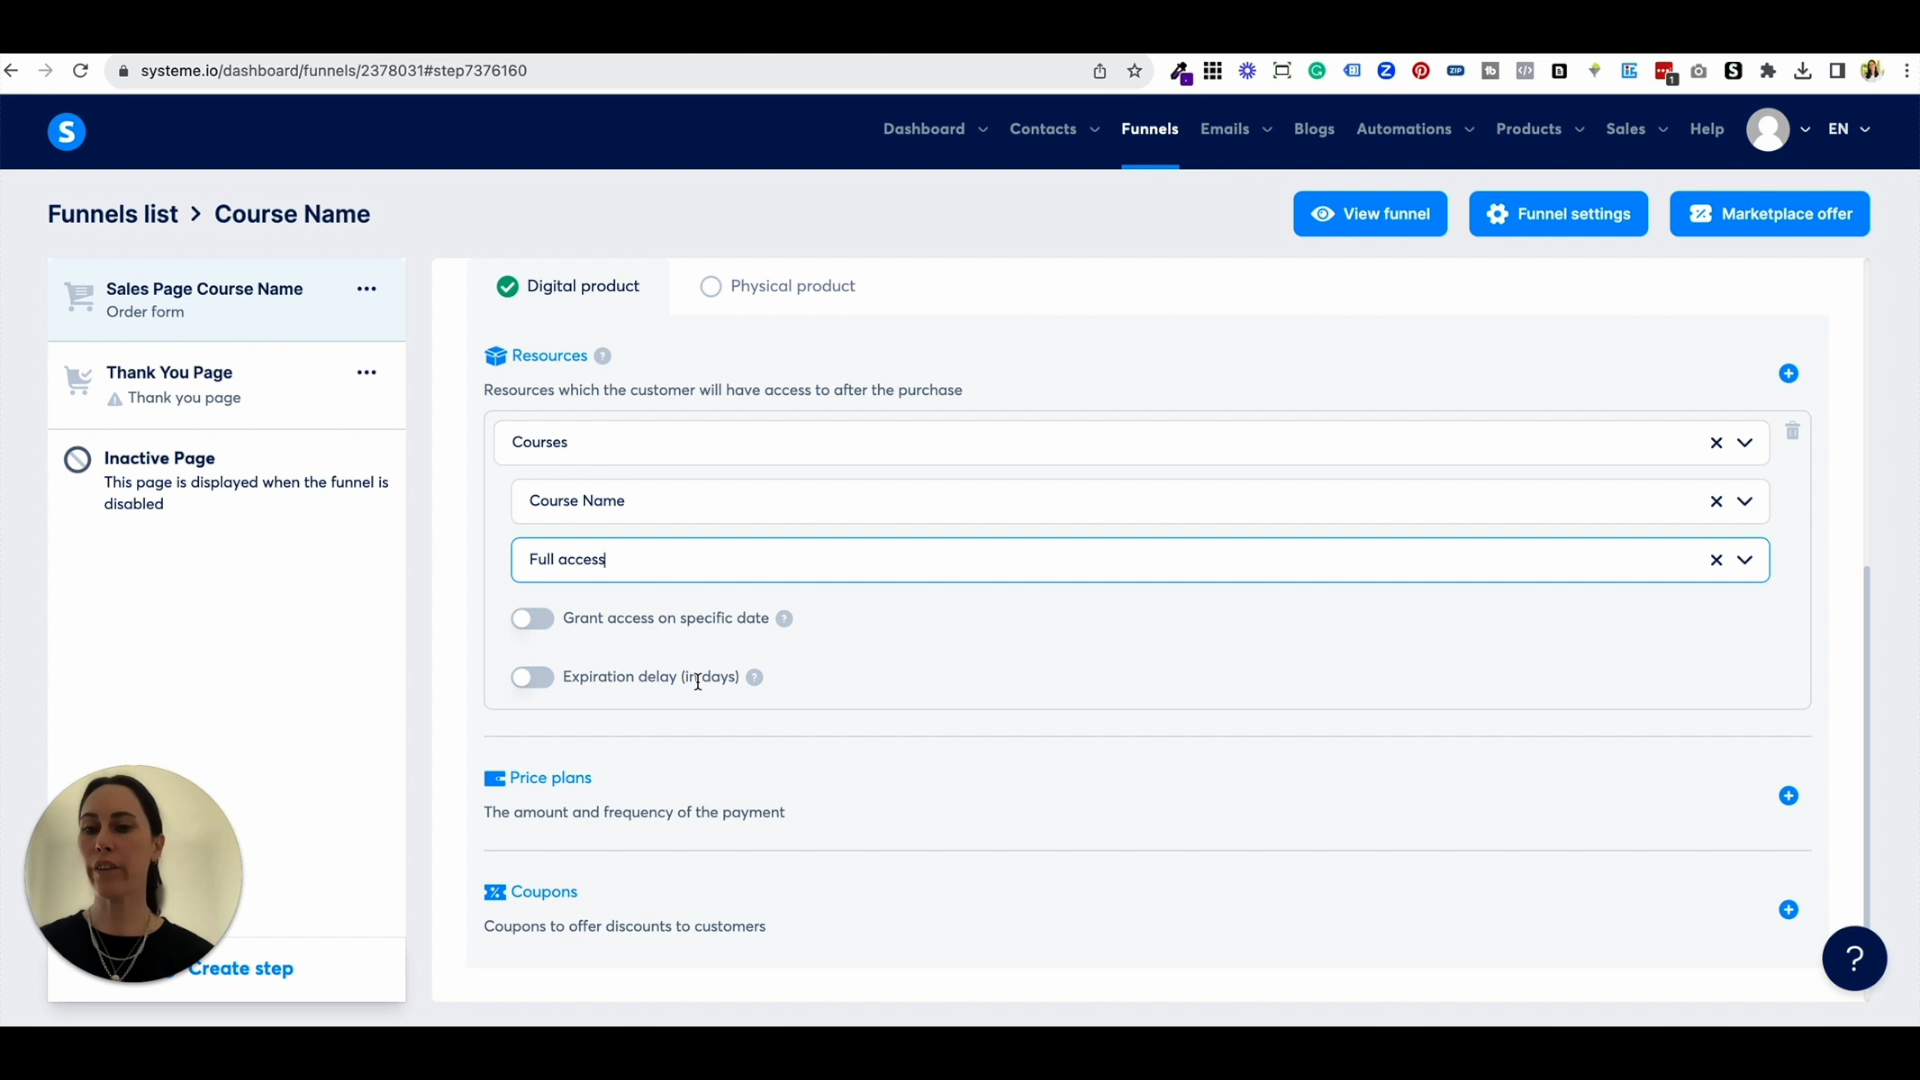 systeme.io/dashboard/funnels/2378031#step7376160
S
Dashboard
Contacts
Funnels
Emails
Blogs
Automations
Products
Sales
Help
EN
Funnels list > Course Name
View funnel
Funnel settings
Marketplace offer
Sales Page Course Name
Order form
Thank You Page
Thank you page
Inactive Page
This page is displayed when the funnel is
disabled
Create step
Digital product
Physical product
Resources ?
Resources which the customer will have access to after the purchase
Courses
Course Name
Full access
Grant access on specific date ?
Expiration delay (in days) ?
Price plans
The amount and frequency of the payment
Coupons
Coupons to offer discounts to customers
?